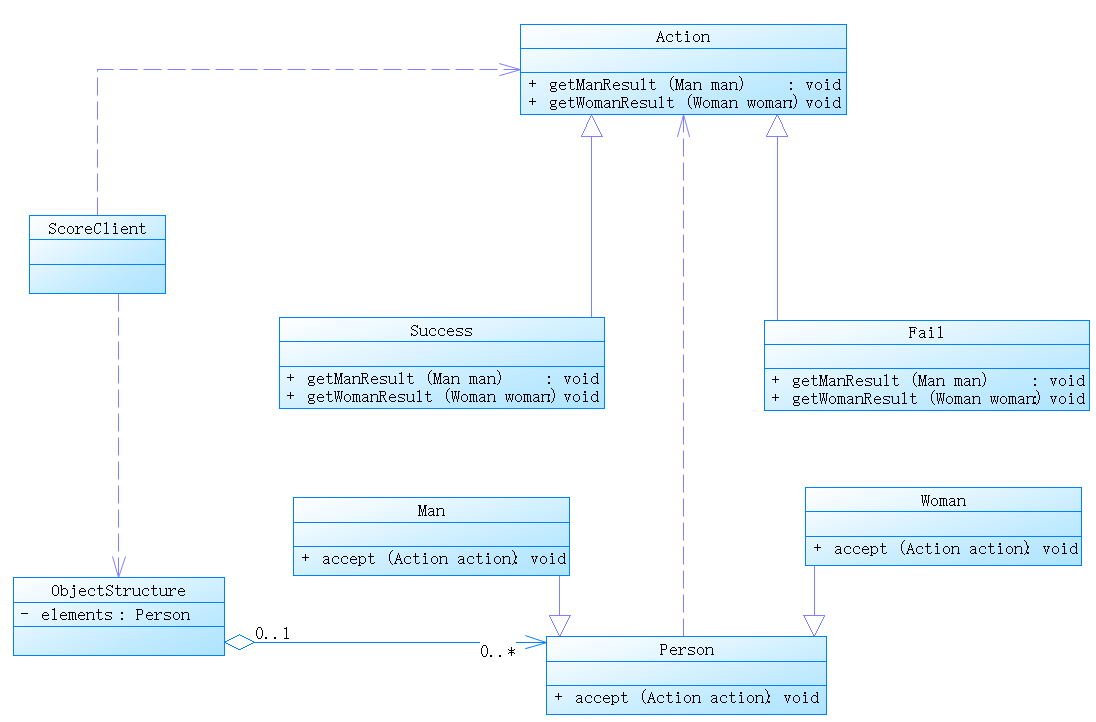 Action
+ getManResult (Man man) : void
+ getWomanResult (Woman woman) : void
ScoreClient
Success
+ getManResult (Man man) : void
+ getWomanResult (Woman woman) : void
Fail
+ getManResult (Man man) : void
+ getWomanResult (Woman woman) : void
Man
+ accept (Action action) : void
Woman
+ accept (Action action) : void
ObjectStructure
- elements : Person
0..1
0..*
Person
+ accept (Action action) : void